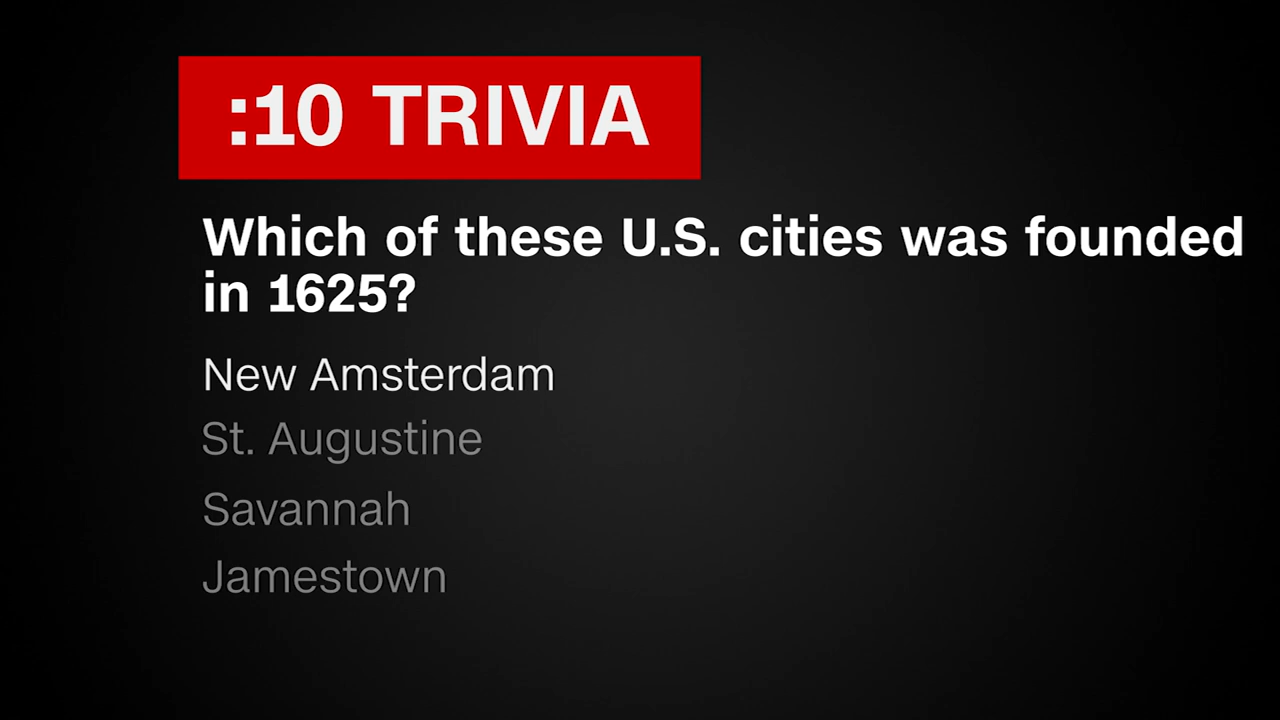 :10 TRIVIA
Which of these U.S. cities was founded
in 1625?
New Amsterdam
St. Augustine
Savannah
Jamestown